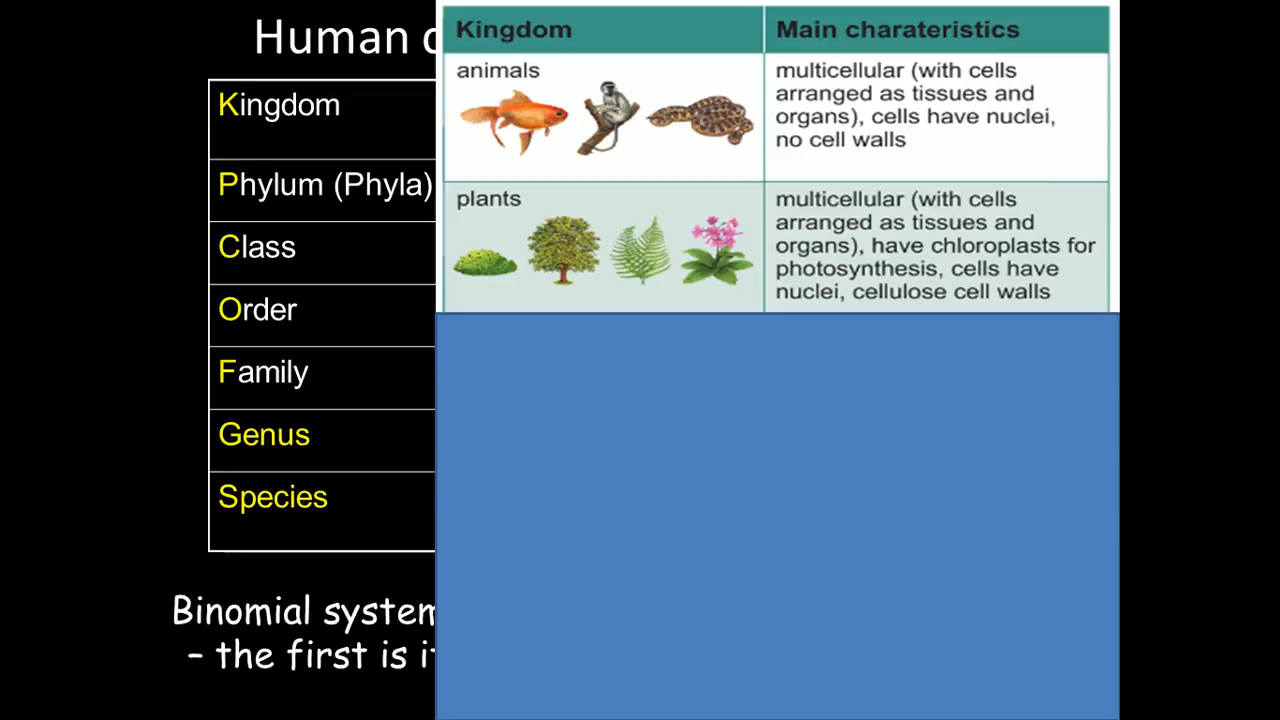 Human
Kingdom
Phylum (Phyla)
Class
Order
Family
Genus
Species
Binomial system
– the first is
Kingdom
Main charateristics
animals
multicellular (with cells
arranged as tissues and
organs), cells have nuclei,
no cell walls
plants
multicellular (with cells
arranged as tissues and
organs), have chloroplasts for
photosynthesis, cells have
nuclei, cellulose cell walls